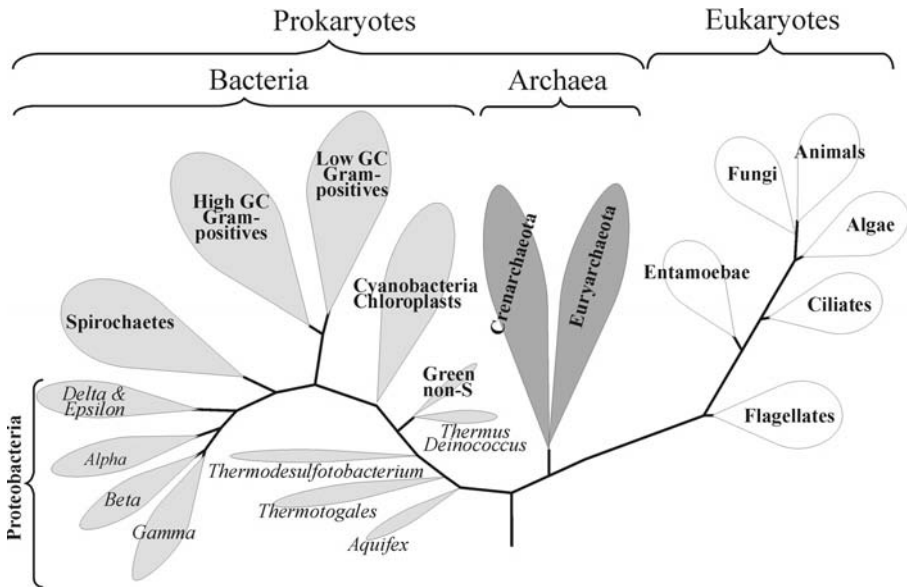 Prokaryotes
Eukaryotes
Bacteria
Archaea
Low GC
Gram-
positives
High GC
Gram-
positives
Cyanobacteria
Chloroplasts
Spirochaetes
Green
non-S
Thermus
Deinococcus
Delta &
Epsilon
Alpha
Beta
Gamma
Proteobacteria
Thermodesulfotobacterium
Thermotogales
Aquifex
Crenarchaeota
Euryarchaeota
Fungi
Animals
Algae
Entamoebae
Ciliates
Flagellates